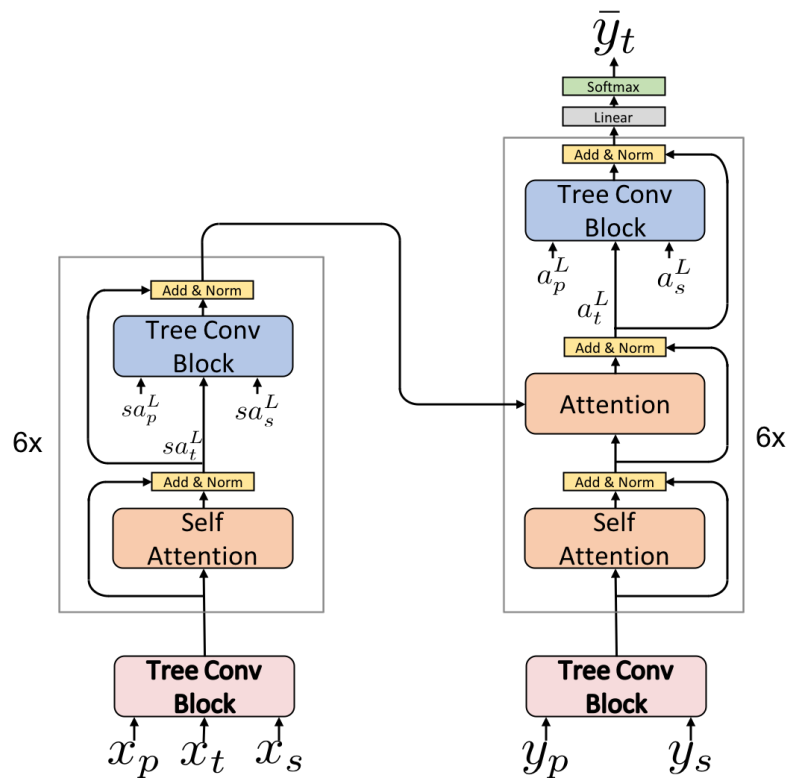 ȳ_t
Softmax
Linear
Add & Norm
Tree Conv
Block
a_p^L
a_s^L
a_t^L
Add & Norm
Attention
Add & Norm
Self
Attention
6x
Tree Conv
Block
y_p
y_s
Add & Norm
Tree Conv
Block
sa_p^L
sa_s^L
sa_t^L
6x
Add & Norm
Self
Attention
Tree Conv
Block
x_p x_t x_s